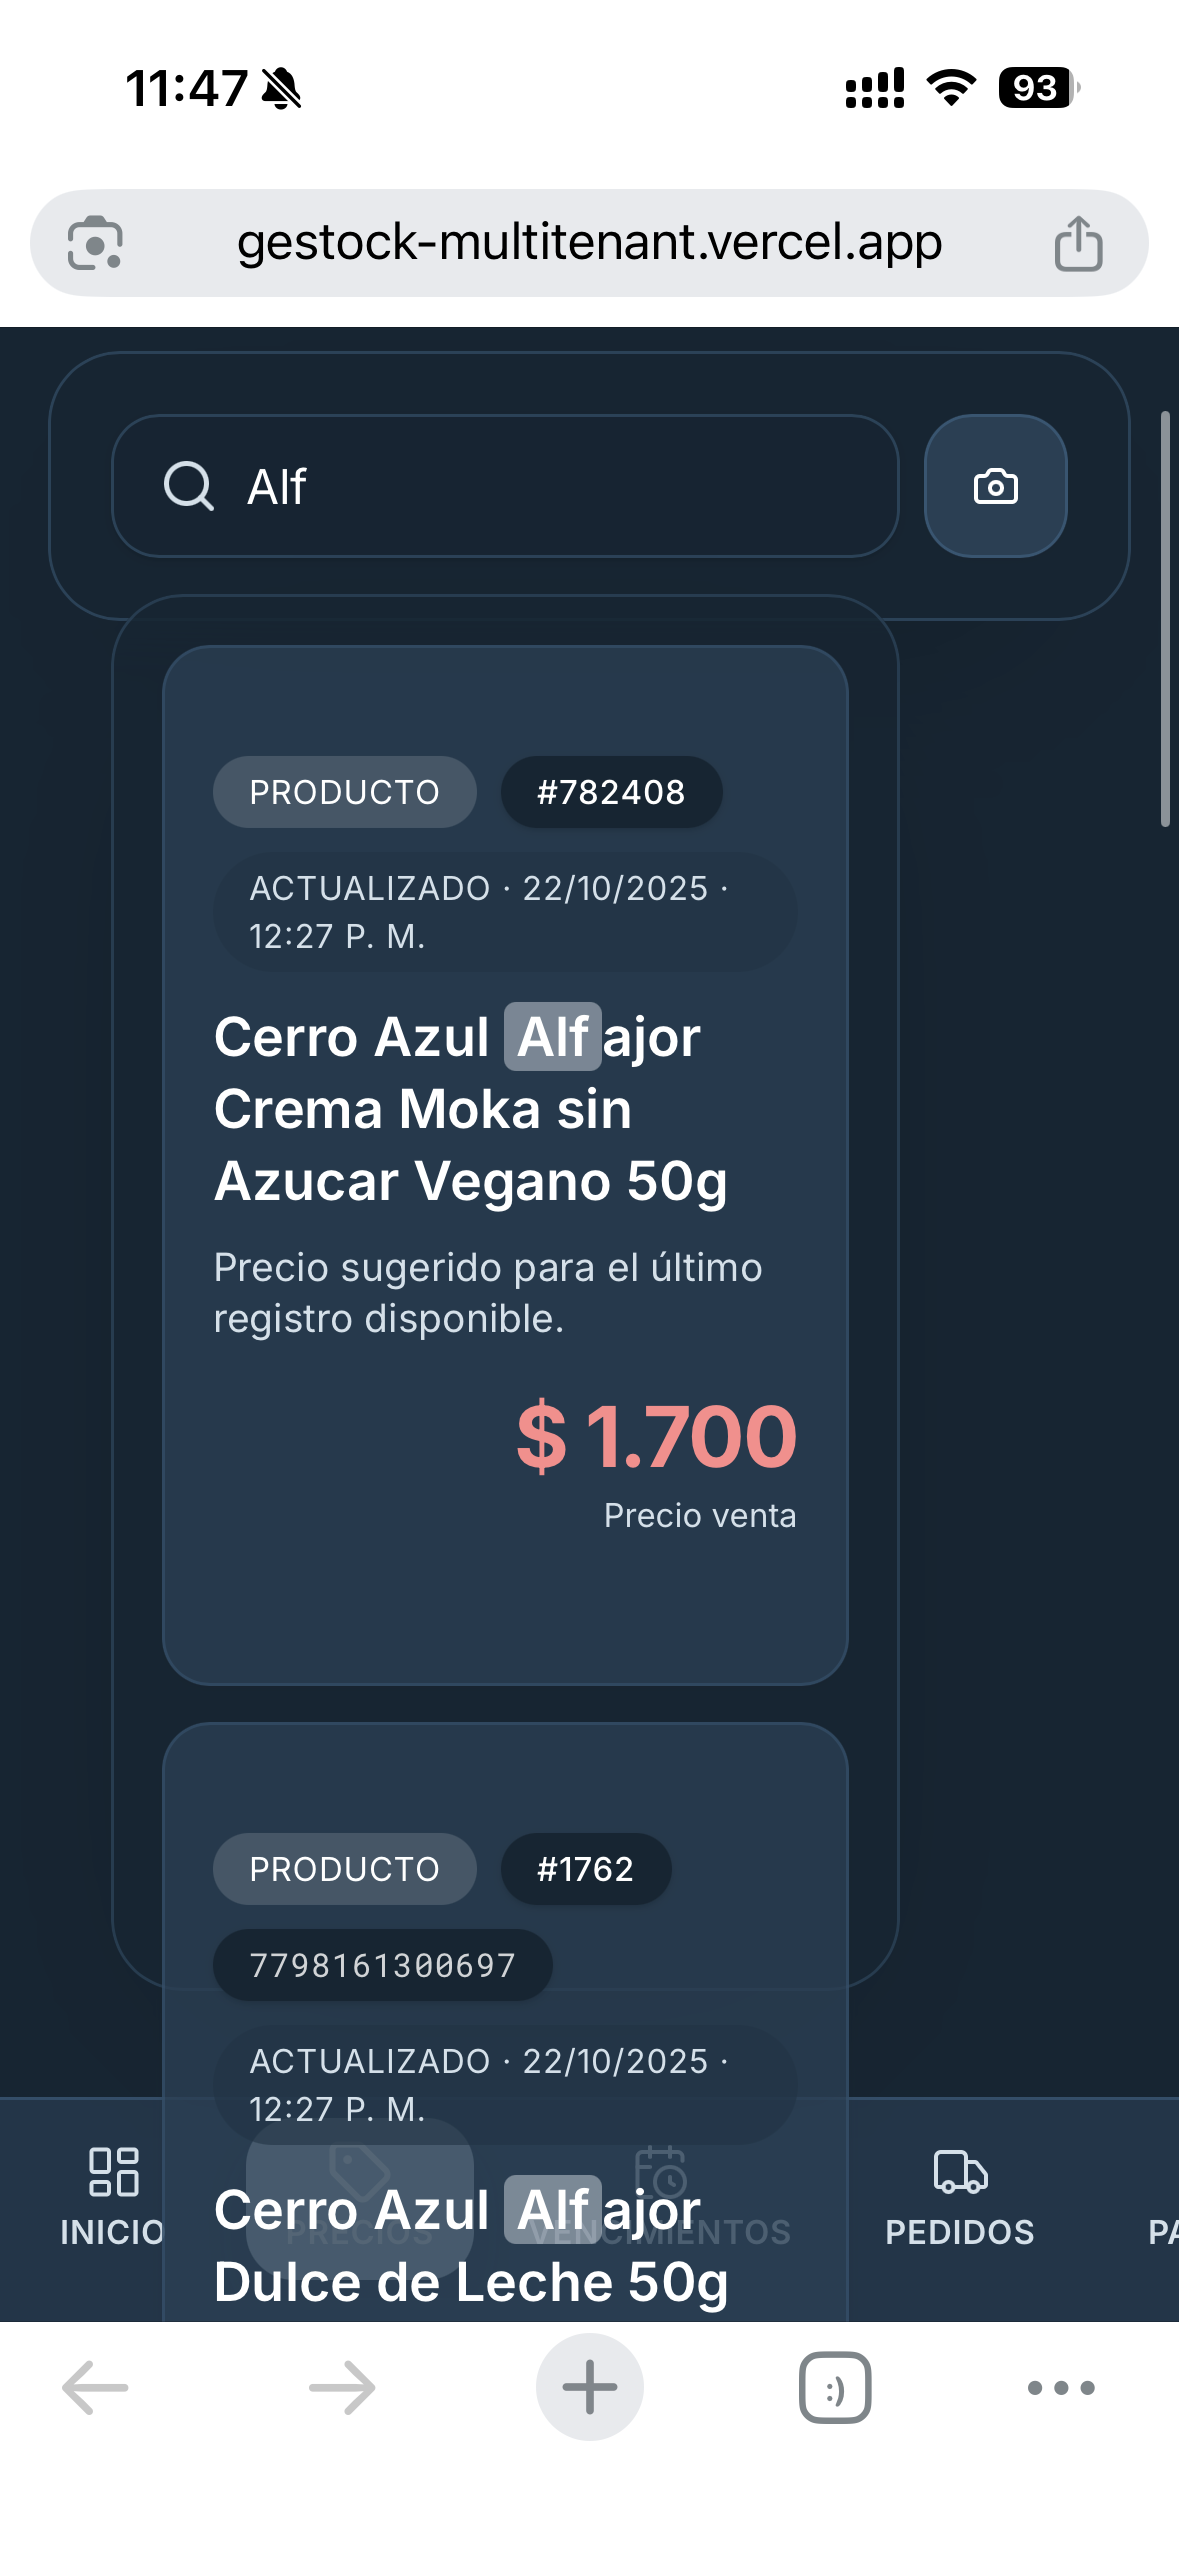 11:47
93
gestock-multitenant.vercel.app
Alf
PRODUCTO #782408
ACTUALIZADO · 22/10/2025 ·
12:27 P. M.
Cerro Azul Alfajor
Crema Moka sin
Azucar Vegano 50g
Precio sugerido para el último
registro disponible.
$ 1.700
Precio venta
PRODUCTO #1762
7798161300697
ACTUALIZADO · 22/10/2025 ·
12:27 P. M.
Cerro Azul Alfajor
Dulce de Leche 50g
INICIO PRECIOS VENCIMIENTOS PEDIDOS PA
:)